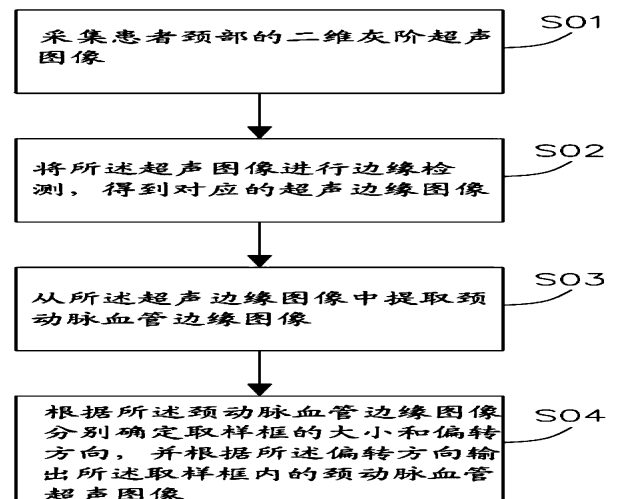 采集患者颈部的二维灰阶超声
图像
S01
将所述超声图像进行边缘检
测，得到对应的超声边缘图像
S02
从所述超声边缘图像中提取颈
动脉血管边缘图像
S03
根据所述颈动脉血管边缘图像
分别确定取样框的大小和偏转
方向，并根据所述偏转方向输
出所述取样框内的颈动脉血管
超声图像
S04